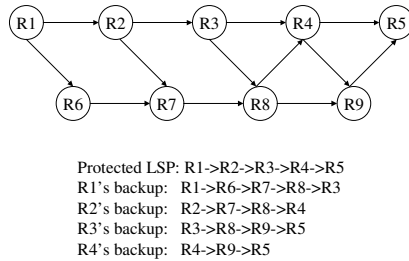 R1 R2 R3 R4 R5
R6 R7 R8 R9
Protected LSP: R1->R2->R3->R4->R5
R1's backup: R1->R6->R7->R8->R3
R2's backup: R2->R7->R8->R4
R3's backup: R3->R8->R9->R5
R4's backup: R4->R9->R5